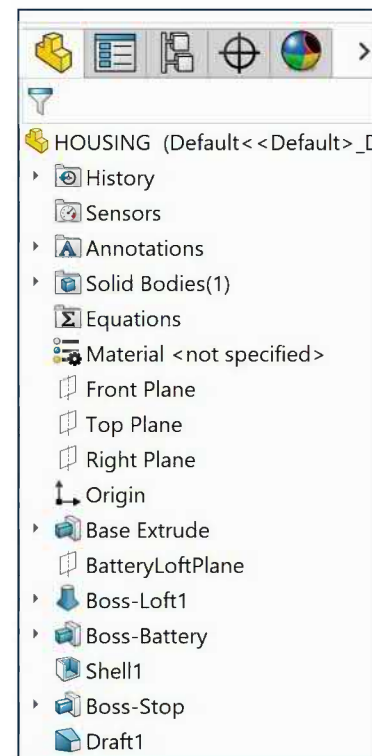 HOUSING (Default<<Default>_D
History
Sensors
Annotations
Solid Bodies(1)
Equations
Material <not specified>
Front Plane
Top Plane
Right Plane
Origin
Base Extrude
BatteryLoftPlane
Boss-Loft1
Boss-Battery
Shell1
Boss-Stop
Draft1